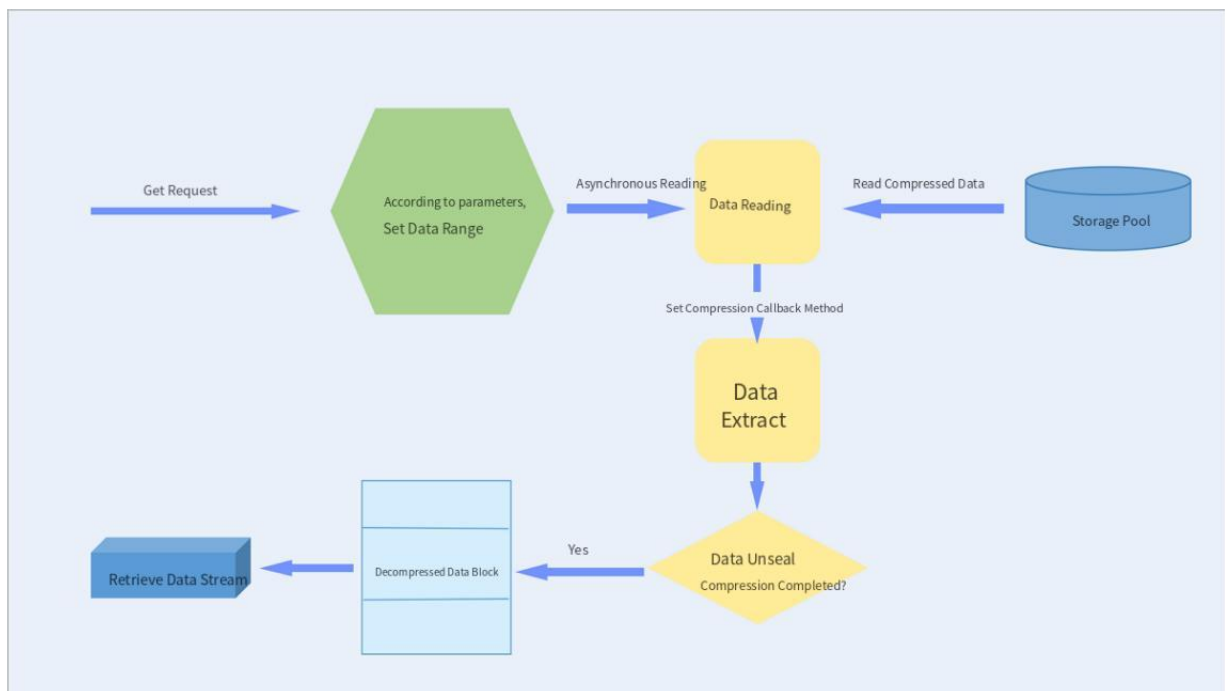 Get Request
According to parameters,
Set Data Range
Asynchronous Reading
Data Reading
Read Compressed Data
Storage Pool
Set Compression Callback Method
Data
Extract
Data Unseal
Compression Completed?
Yes
Decompressed Data Block
Retrieve Data Stream